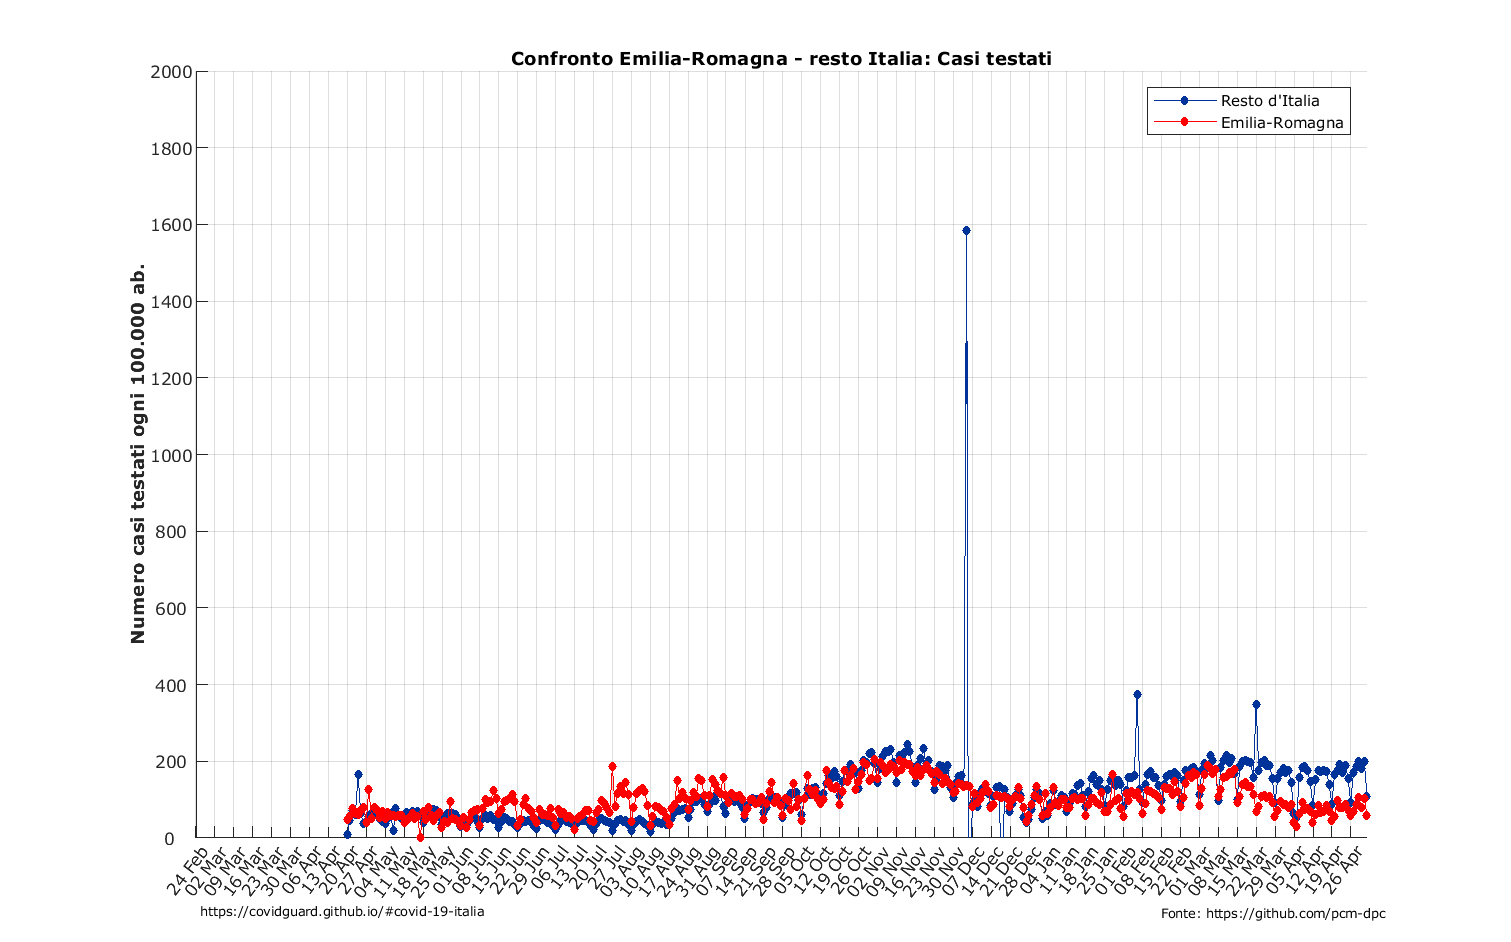 Confronto Emilia-Romagna - resto Italia: Casi testati
Resto d'Italia
Emilia-Romagna
Numero casi testati ogni 100.000 ab.
2000
1800
1600
1400
1200
1000
800
600
400
200
0
24 Feb
02 Mar
09 Mar
16 Mar
23 Mar
30 Mar
06 Apr
13 Apr
20 Apr
27 Apr
04 May
11 May
18 May
25 May
01 Jun
08 Jun
15 Jun
22 Jun
29 Jun
06 Jul
13 Jul
20 Jul
27 Jul
03 Aug
10 Aug
17 Aug
24 Aug
31 Aug
07 Sep
14 Sep
21 Sep
28 Sep
05 Oct
12 Oct
19 Oct
26 Oct
02 Nov
09 Nov
16 Nov
23 Nov
30 Nov
07 Dec
14 Dec
21 Dec
28 Dec
04 Jan
11 Jan
18 Jan
25 Jan
01 Feb
08 Feb
15 Feb
22 Feb
01 Mar
08 Mar
15 Mar
22 Mar
29 Mar
05 Apr
12 Apr
19 Apr
26 Apr
https://covidguard.github.io/#covid-19-italia
Fonte: https://github.com/pcm-dpc